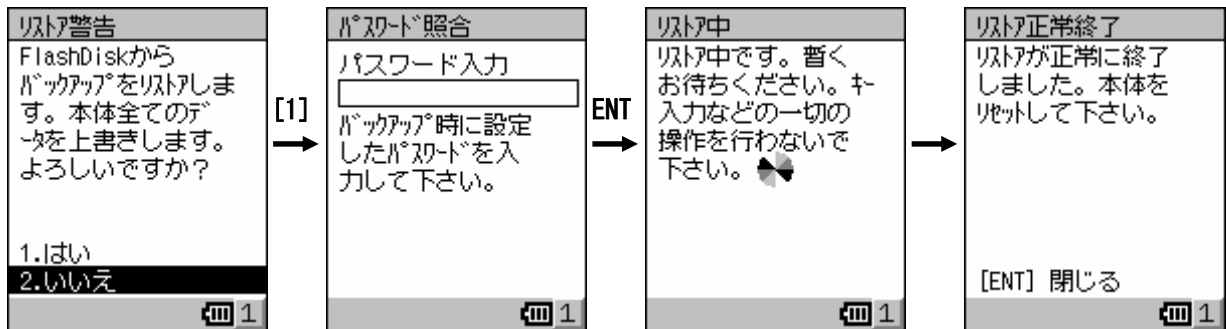 リストア警告
FlashDiskから
バックアップをリストアしま
す。本体全てのデ
ータを上書きします。
よろしいですか?
1.はい
2.いいえ
1
[1]
パスワード照合
パスワード入力
バックアップ時に設定
したパスワードを入
力して下さい。
1
ENT
リストア中
リストア中です。暫く
お待ちください。キー
入力などの一切の
操作を行わないで
下さい。
1
リストア正常終了
リストアが正常に終了
しました。本体を
リセットして下さい。
[ENT] 閉じる
1